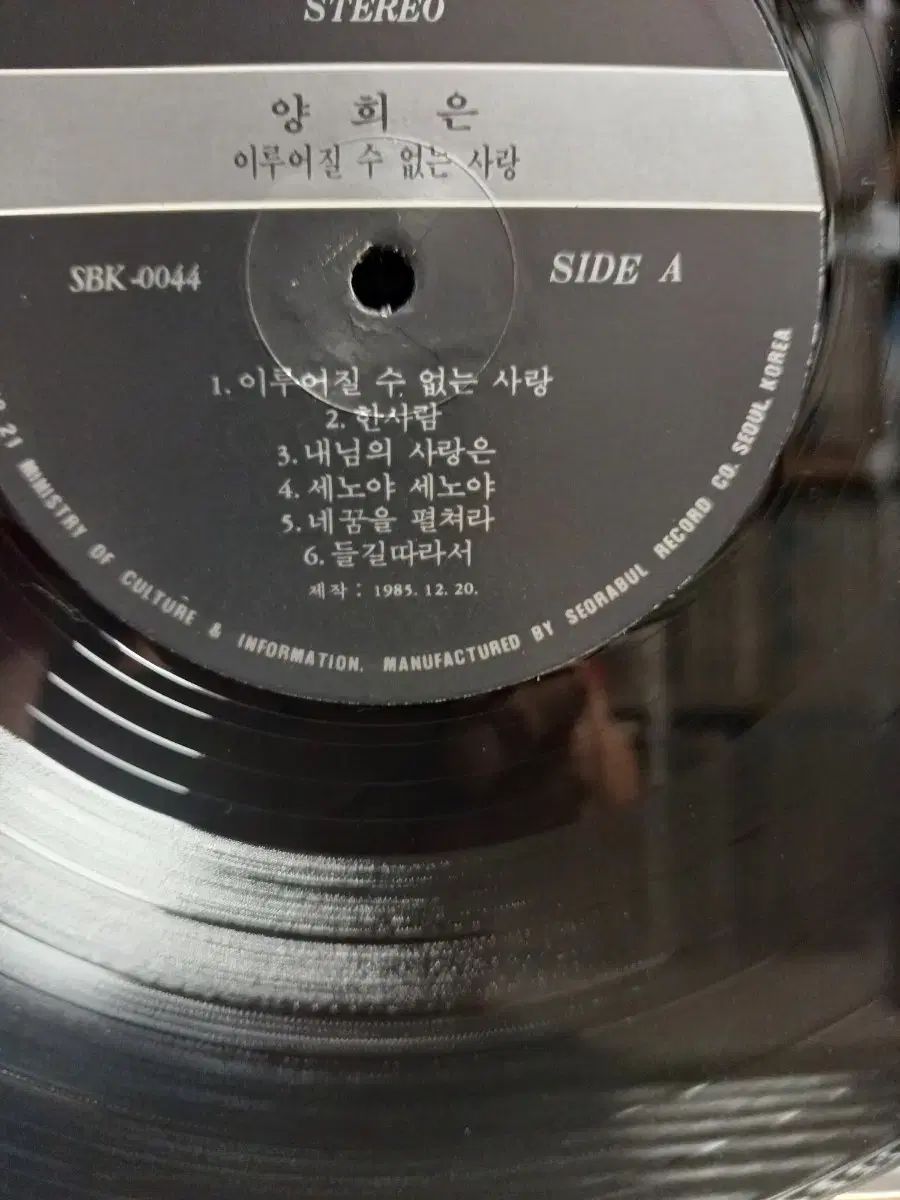 STEREO
양 희 은
이루어질 수 없는 사랑
SBK-0044
SIDE A
1. 이루어질 수 없는 사랑
2. 한사람
3. 내님의 사랑은
4. 세노야 세노야
5. 네꿈을 펼쳐라
6. 들길따라서
제작 : 1985. 12. 20.
21 MINISTRY OF CULTURE & INFORMATION. MANUFACTURED BY SEORABUL RECORD CO. SEOUL KOREA